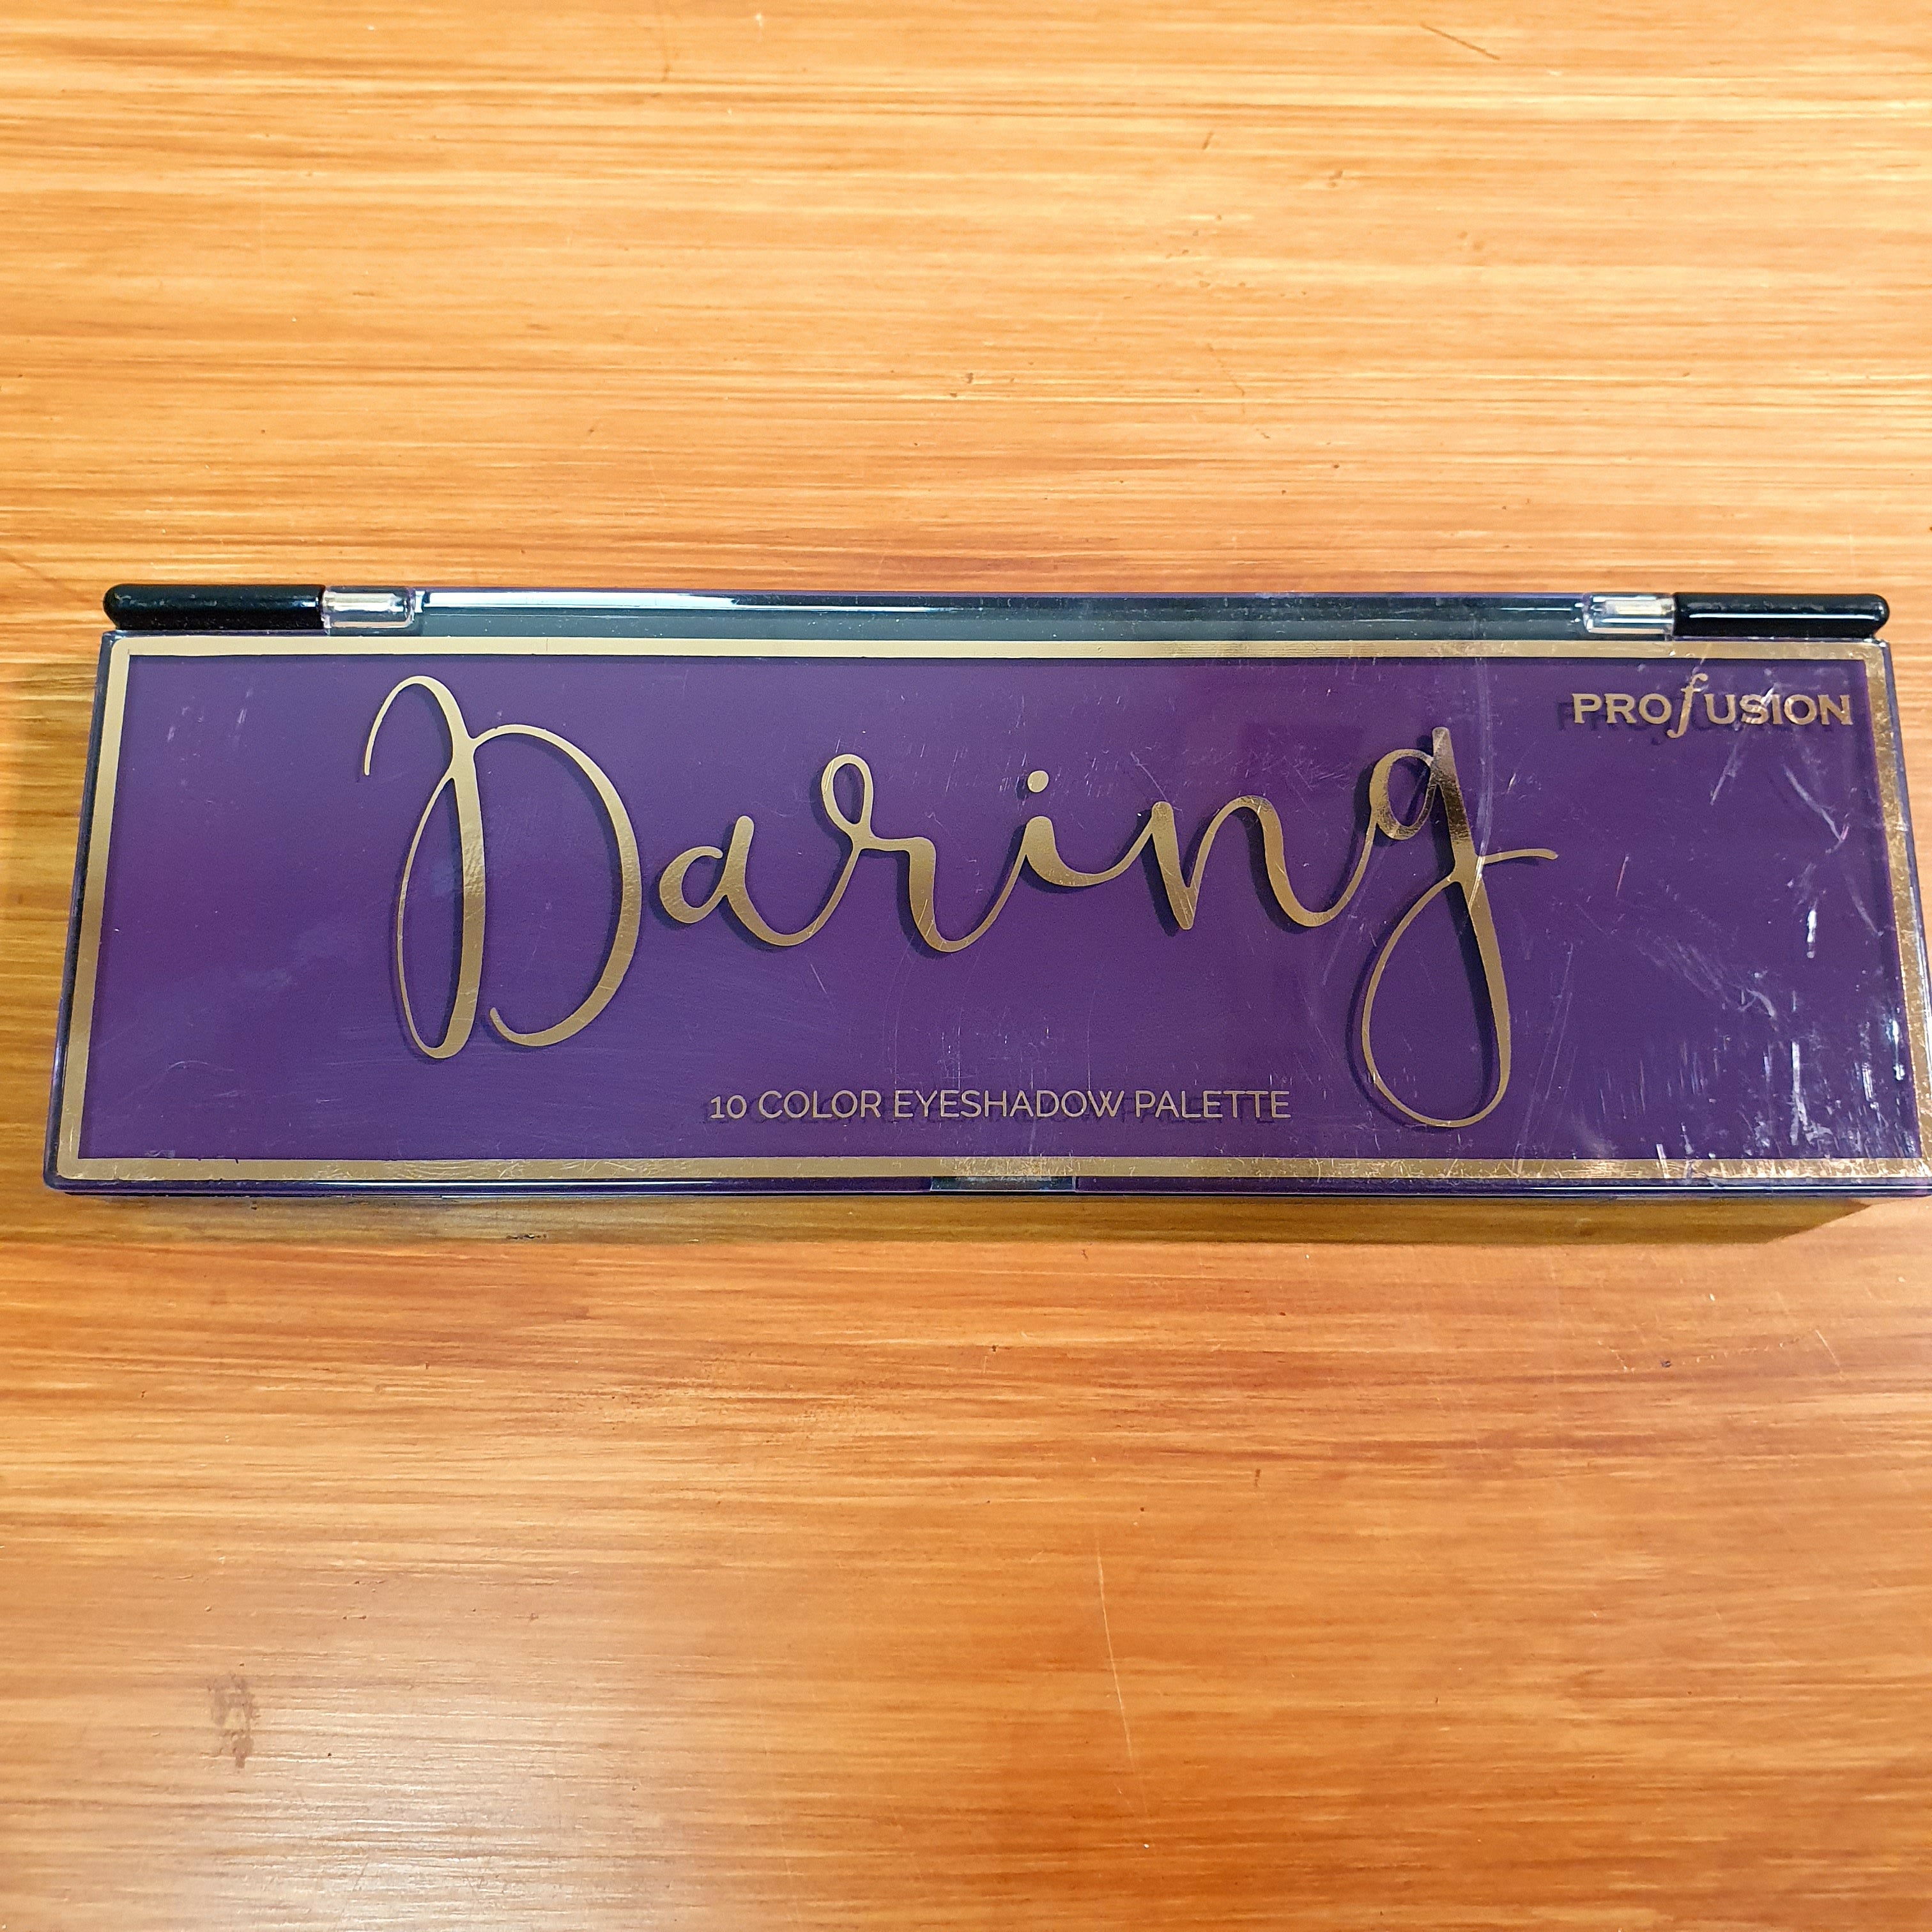 PROfUSION
Daring
10 COLOR EYESHADOW PALETTE